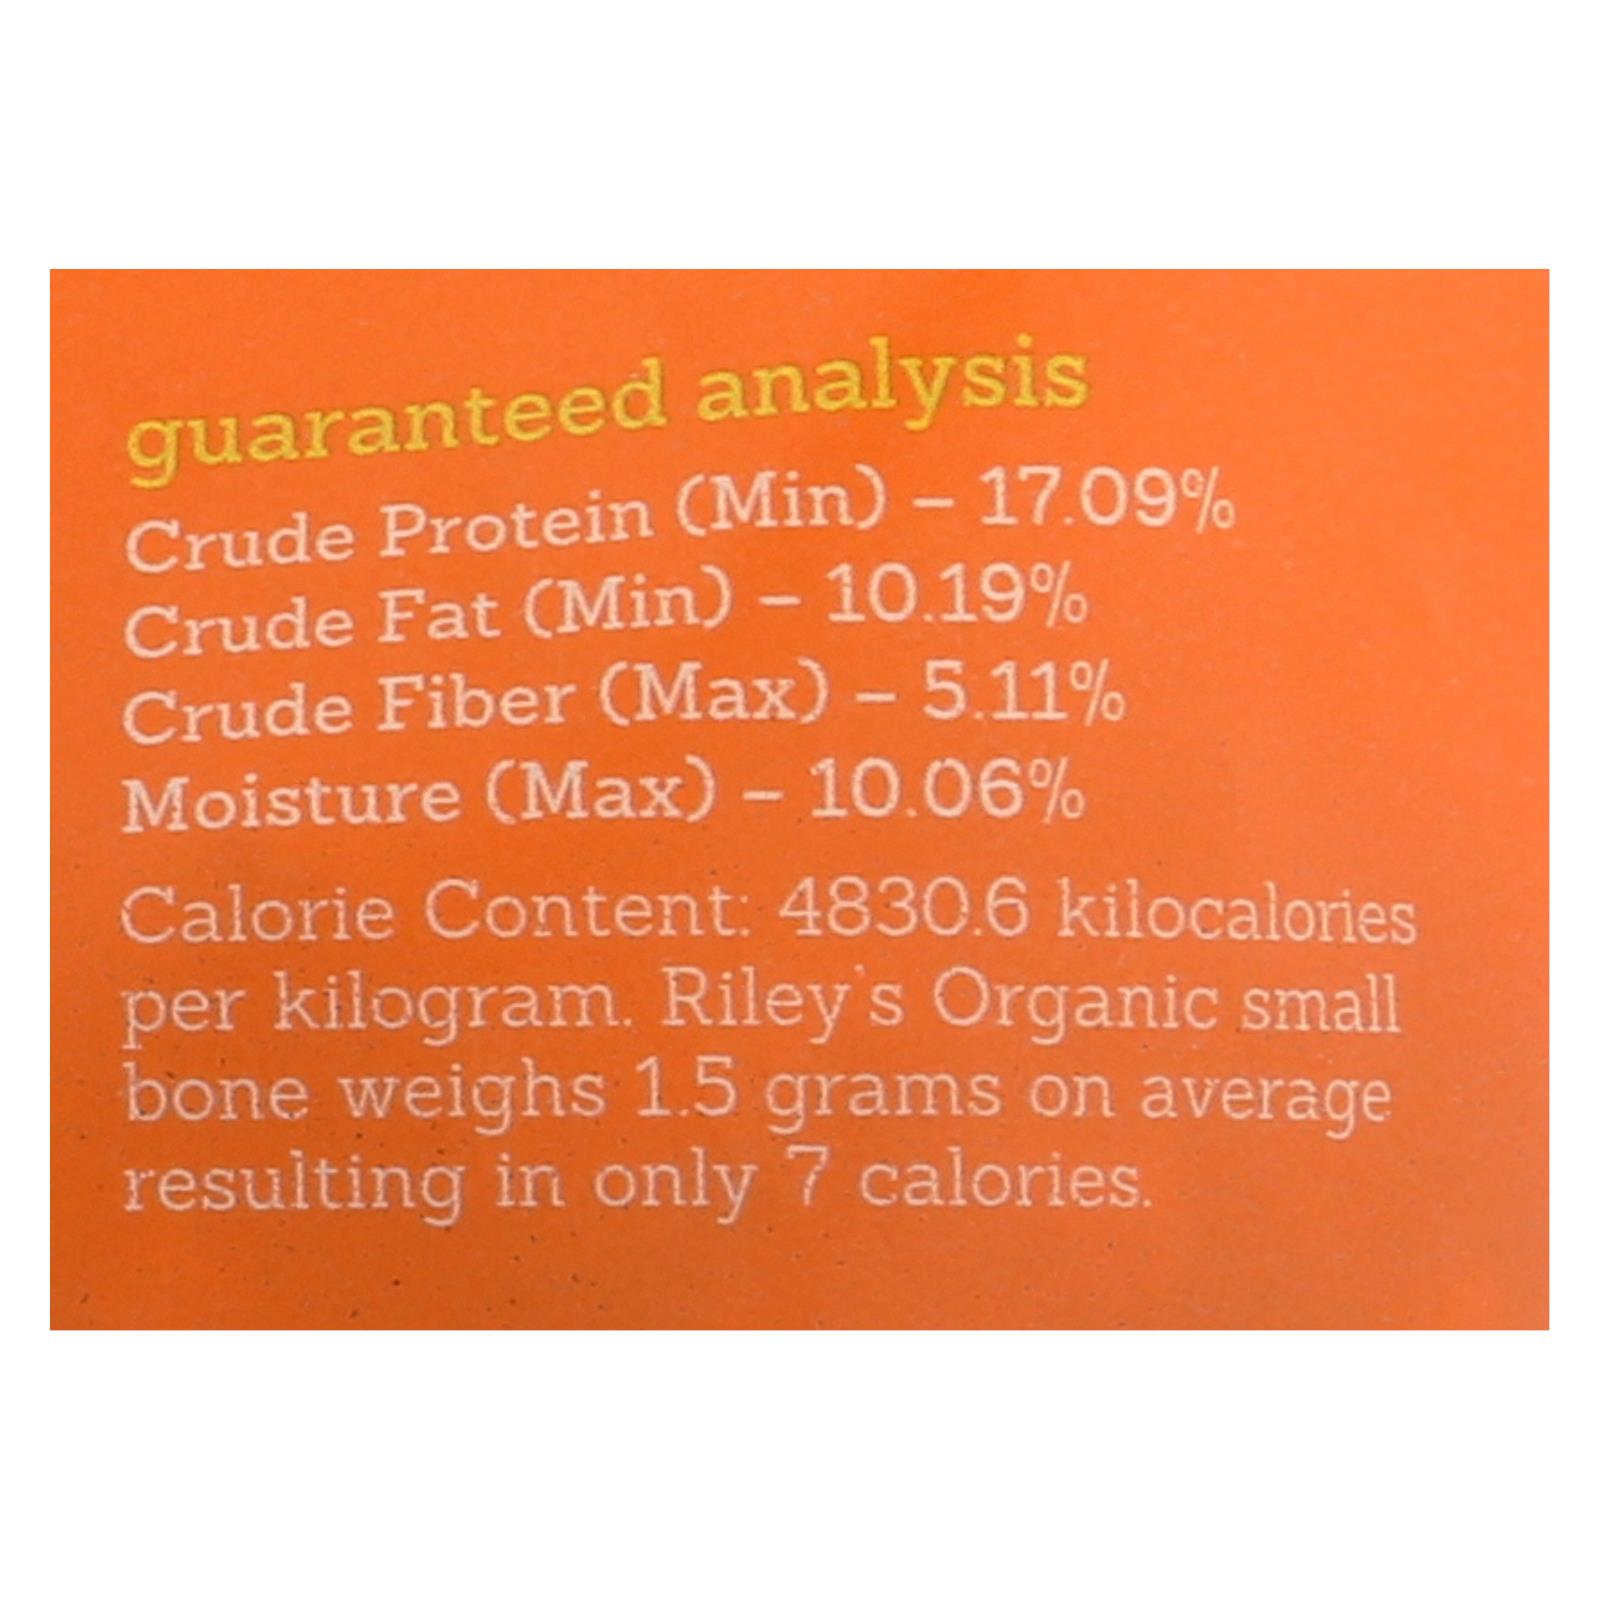 guaranteed analysis
Crude Protein (Min) – 17.09%
Crude Fat (Min) – 10.19%
Crude Fiber (Max) – 5.11%
Moisture (Max) – 10.06%
Calorie Content: 4830.6 kilocalories
per kilogram. Riley's Organic small
bone weighs 1.5 grams on average
resulting in only 7 calories.